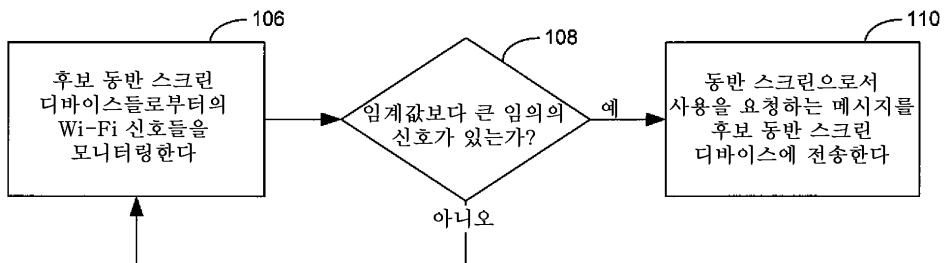 106
후보 동반 스크린
디바이스들로부터의
Wi-Fi 신호들을
모니터링한다
108
임계값보다 큰 임의의
신호가 있는가?
예
아니오
110
동반 스크린으로서
사용을 요청하는 메시지를
후보 동반 스크린
디바이스에 전송한다